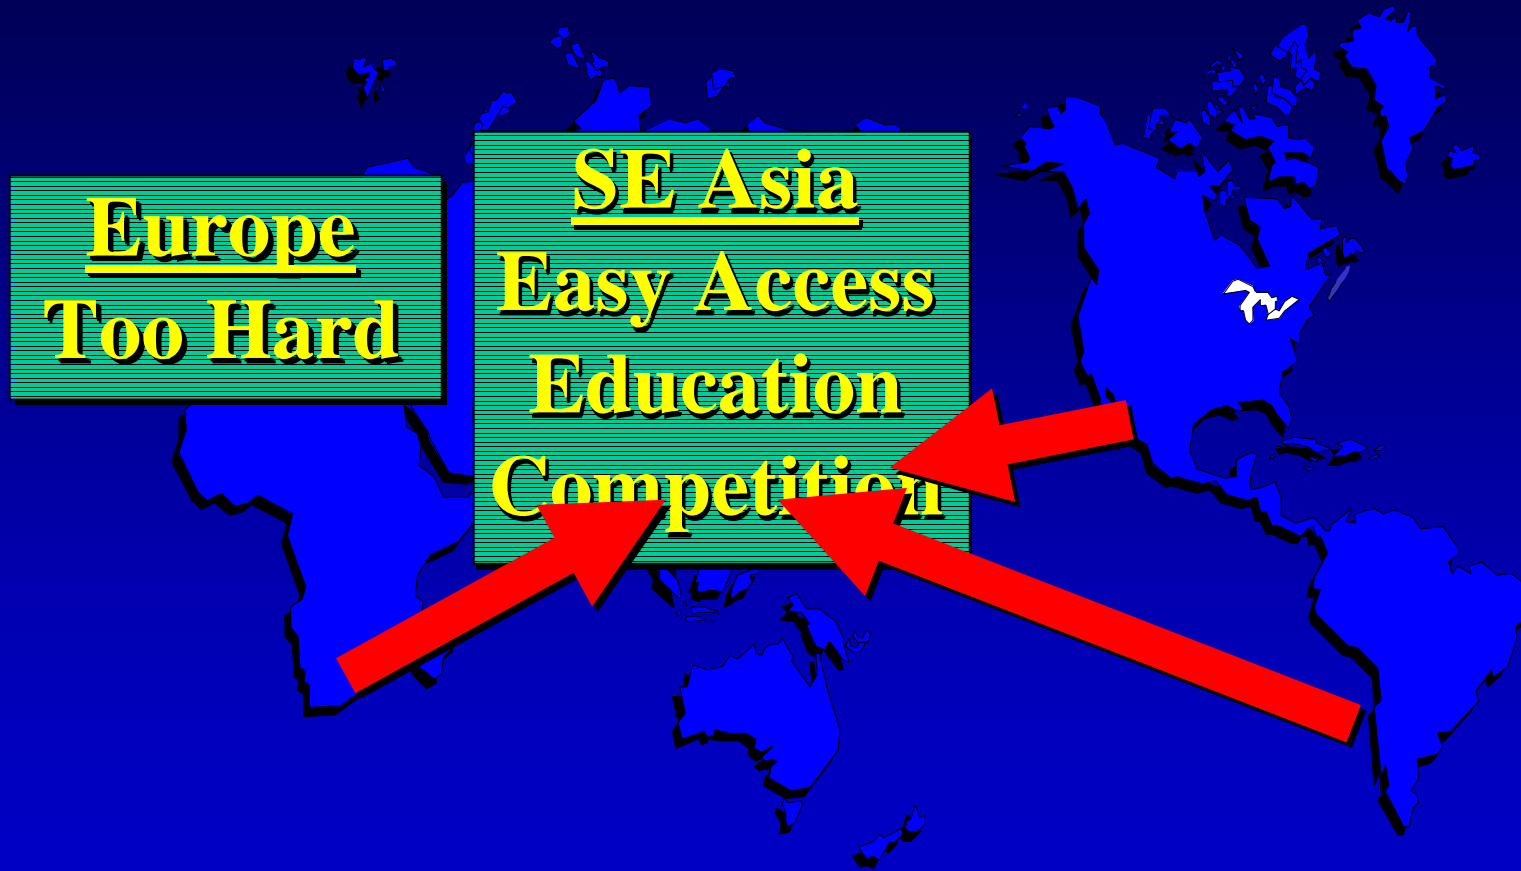 Europe
Too Hard
SE Asia
Easy Access
Education
Competition